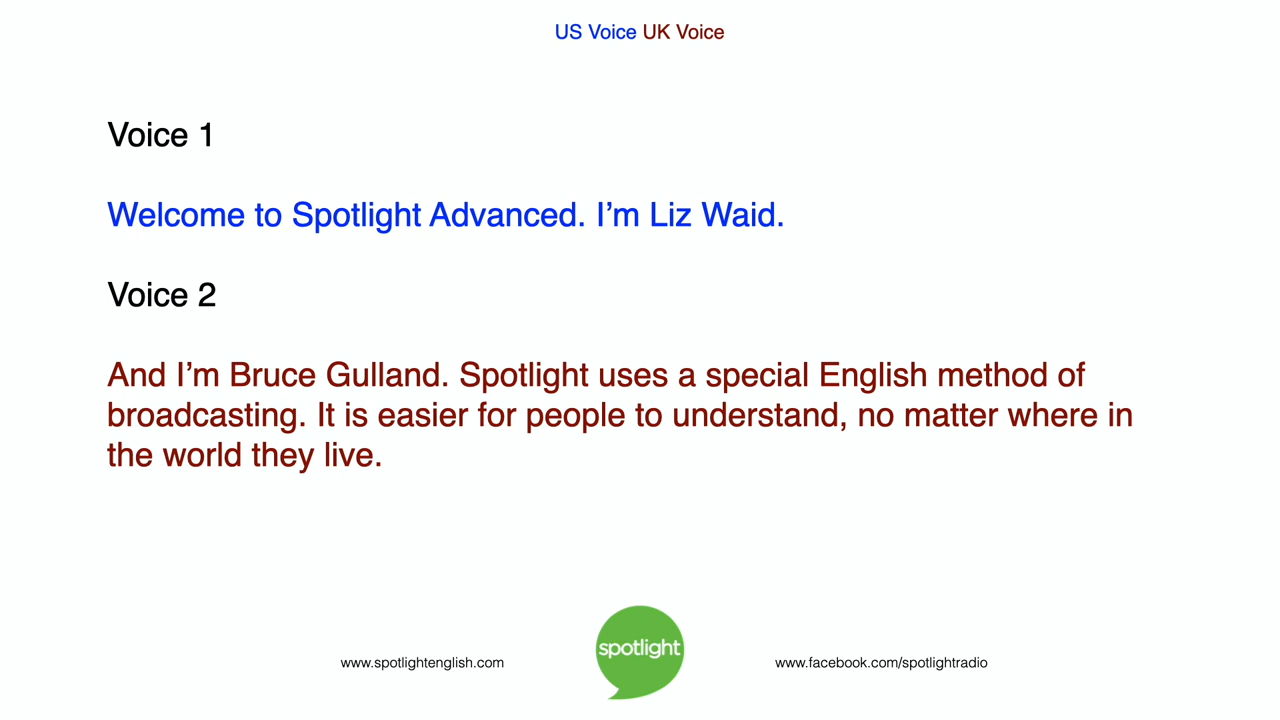 US Voice UK Voice
Voice 1
Welcome to Spotlight Advanced. I’m Liz Waid.
Voice 2
And I’m Bruce Gulland. Spotlight uses a special English method of
broadcasting. It is easier for people to understand, no matter where in
the world they live.
www.spotlightenglish.com
spotlight
www.facebook.com/spotlightradio